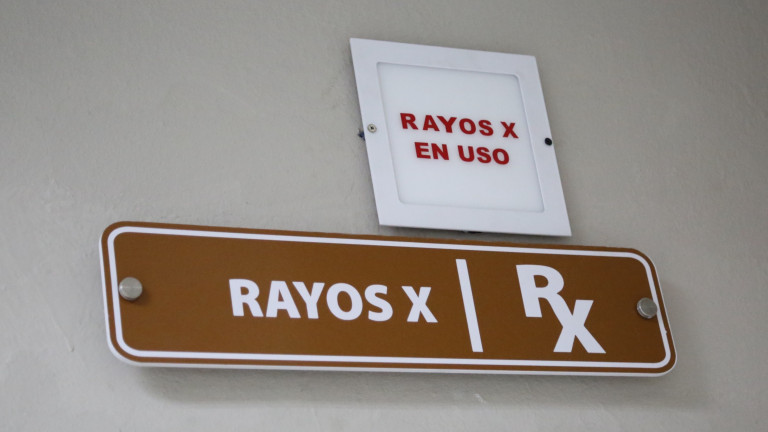 RAYOS X
EN USO
RAYOS X
RX